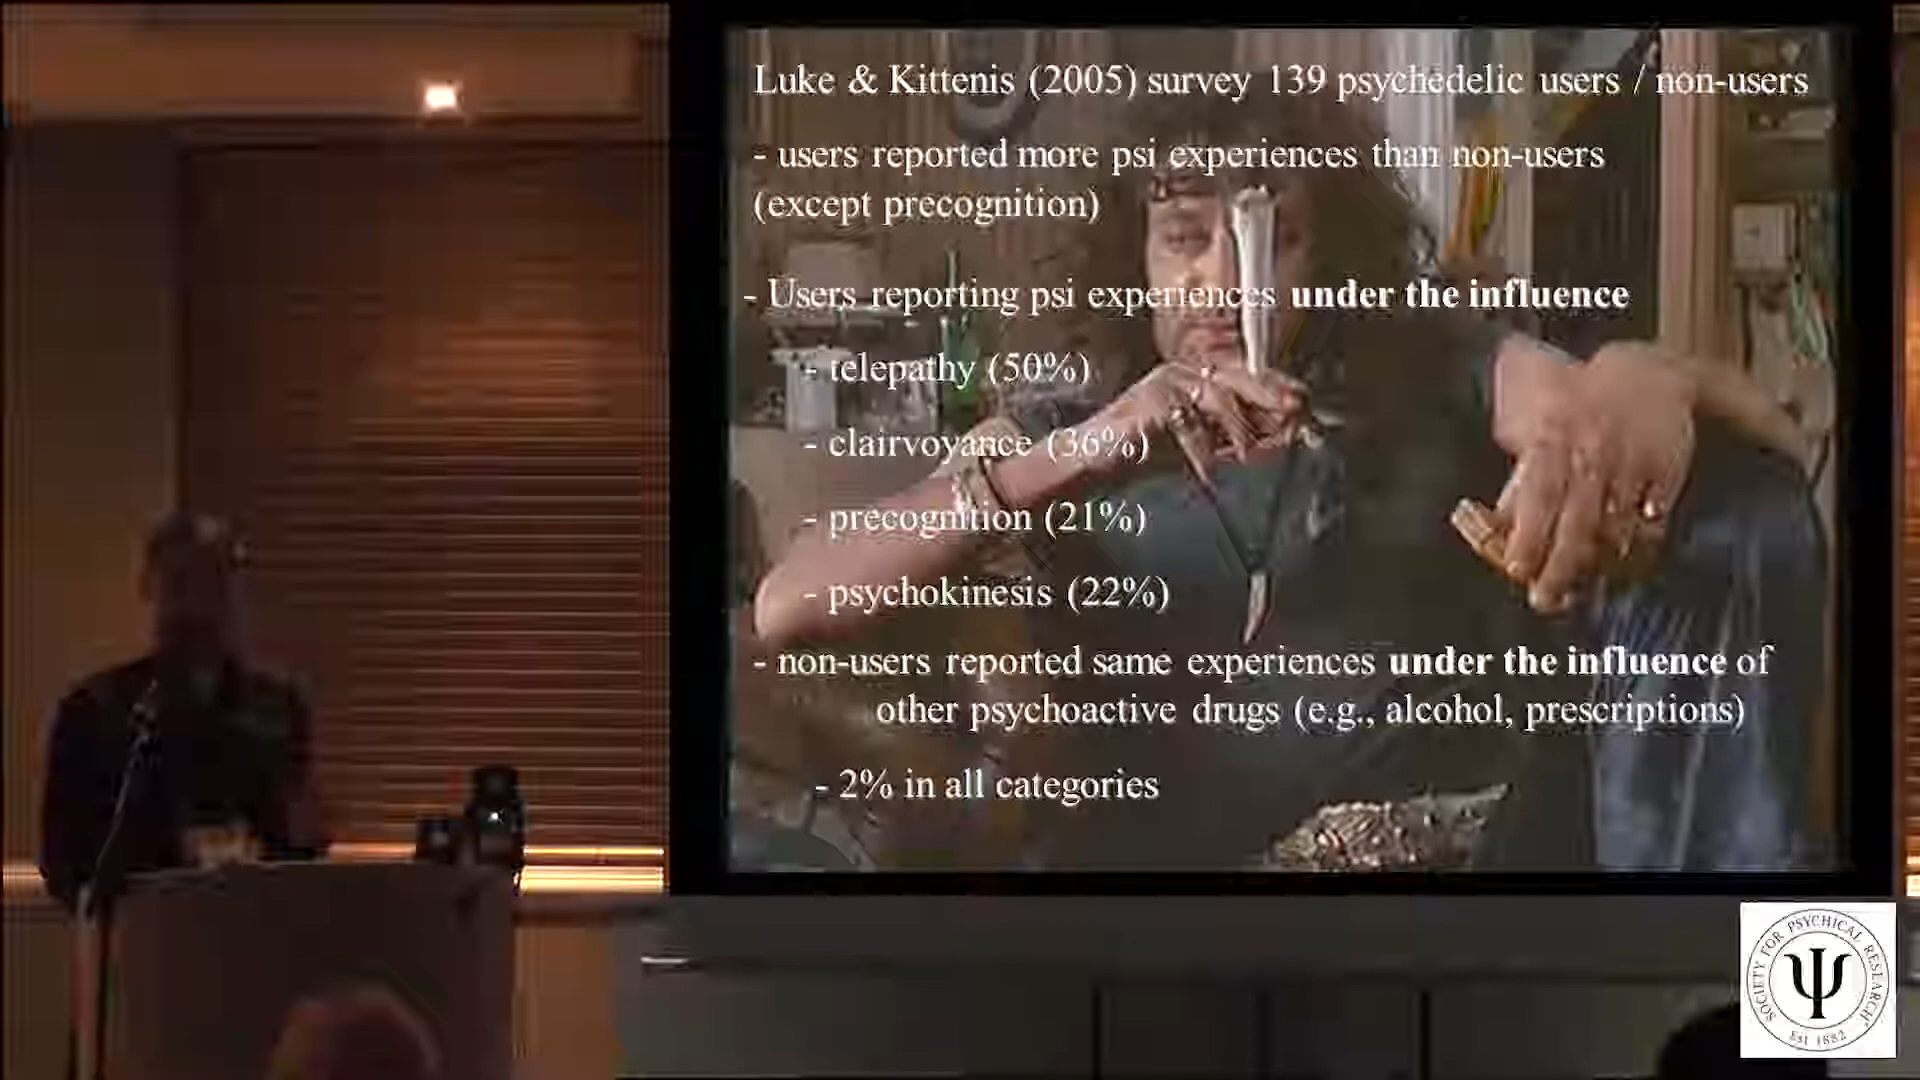 Luke & Kittenis (2005) survey 139 psychedelic users / non-users
- users reported more psi experiences than non-users
(except precognition)
- Users reporting psi experiences under the influence
- telepathy (50%)
- clairvoyance (36%)
- precognition (21%)
- psychokinesis (22%)
- non-users reported same experiences under the influence of
other psychoactive drugs (e.g., alcohol, prescriptions)
- 2% in all categories
SOCIETY FOR PSYCHICAL RESEARCH
Ψ
Est 1882